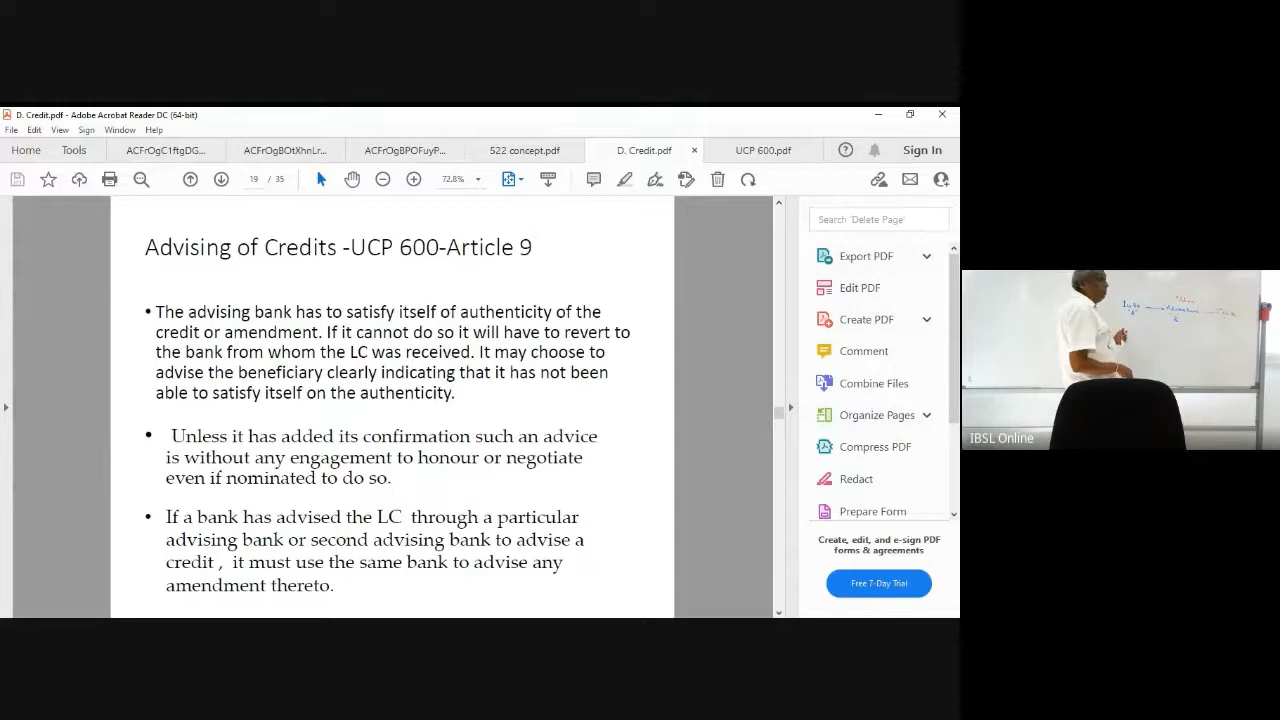 D. Credit.pdf - Adobe Acrobat Reader DC (64-bit)
File Edit View Sign Window Help
Home Tools ACFrOgC1ftgDG... ACFrOgBOtXhnLr... ACFrOgBPOFuyP... 522 concept.pdf D. Credit.pdf × UCP 600.pdf Sign In
19 / 35 72.8%
Advising of Credits -UCP 600-Article 9
• The advising bank has to satisfy itself of authenticity of the
credit or amendment. If it cannot do so it will have to revert to
the bank from whom the LC was received. It may choose to
advise the beneficiary clearly indicating that it has not been
able to satisfy itself on the authenticity.
• Unless it has added its confirmation such an advice
is without any engagement to honour or negotiate
even if nominated to do so.
• If a bank has advised the LC through a particular
advising bank or second advising bank to advise a
credit , it must use the same bank to advise any
amendment thereto.
Search 'Delete Page'
Export PDF
Edit PDF
Create PDF
Comment
Combine Files
Organize Pages
Compress PDF
Redact
Prepare Form
Create, edit, and e-sign PDF
forms & agreements
Free 7-Day Trial
IBSL Online